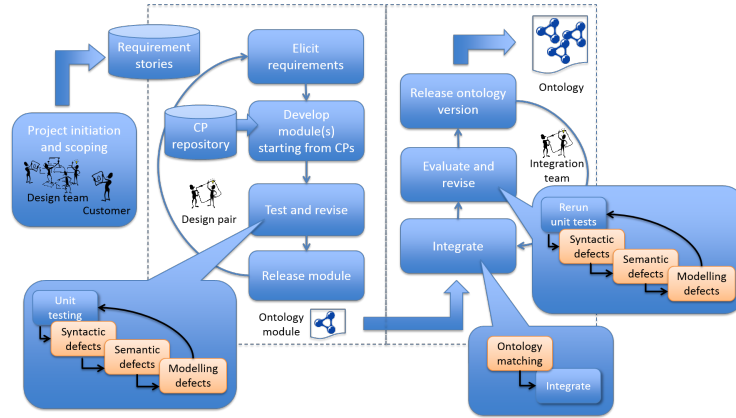 Requirement
stories
Project initiation
and scoping
Design team
Customer
Elicit
requirements
CP
repository
Develop
module(s)
starting from CPs
Design pair
Test and revise
Release module
Unit
testing
Syntactic
defects
Semantic
defects
Modelling
defects
Ontology
module
Ontology
Release ontology
version
Integration
team
Evaluate and
revise
Integrate
Rerun
unit tests
Syntactic
defects
Semantic
defects
Modelling
defects
Ontology
matching
Integrate